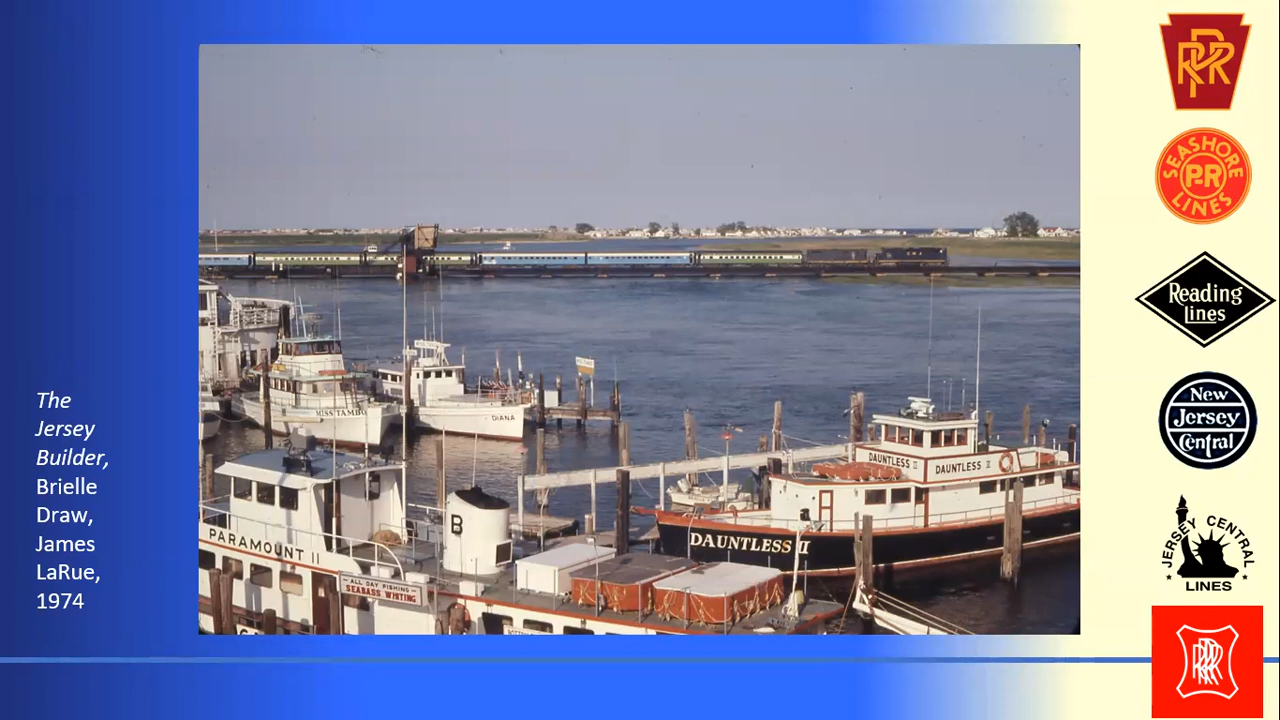 The
Jersey
Builder,
Brielle
Draw,
James
LaRue,
1974
MISS TAMB
DIANA
DAUNTLESS II
DAUNTLESS II
DAUNTLESS II
PARAMOUNT II
B
ALL DAY FISHING
SEABASS WHITING
PRR
SEASHORE
P-R
LINES
Reading
Lines
New
Jersey
Central
JERSEY CENTRAL
LINES